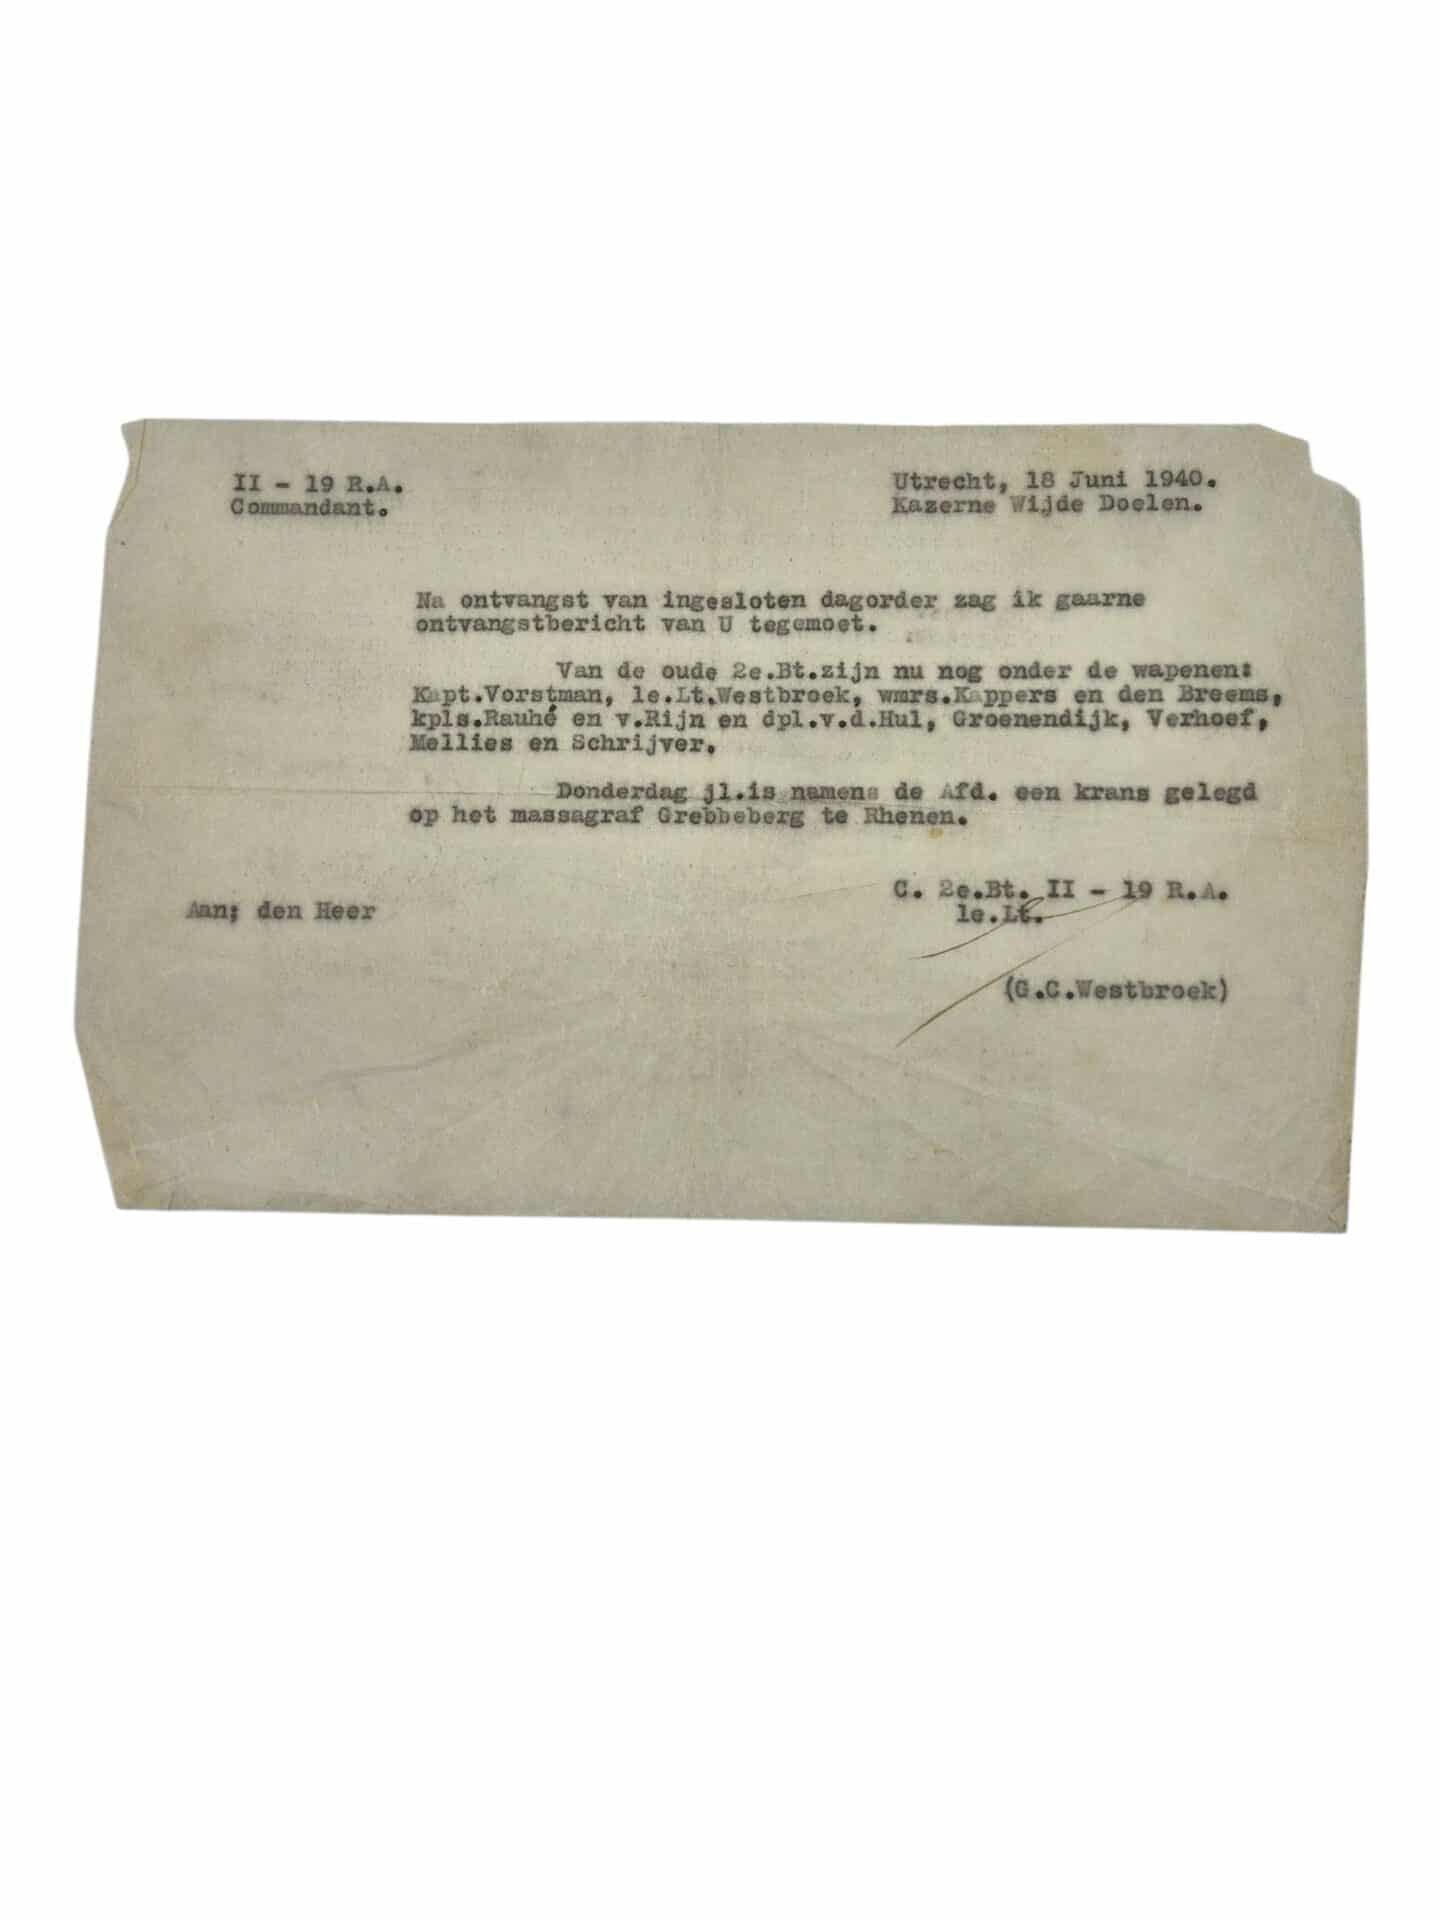 II - 19 R.A.
Commandant.
Utrecht, 18 Juni 1940.
Kazerne Wijde Doelen.
Na ontvangst van ingesloten dagorder zag ik gaarne
ontvangstbericht van U tegemoet.
Van de oude 2e.Bt.zijn nu nog onder de wapenen:
Kapt.Vorstman, 1e.Lt.Westbroek, wmrs.Kappers en den Breems,
kpls.Rauhé en v.Rijn en dpl.v.d.Hul, Groenendijk, Verhoef,
Mellies en Schrijver.
Donderdag jl.is namens de Afd. een krans gelegd
op het massagraf Grebbeberg te Rhenen.
C. 2e.Bt. II - 19 R.A.
1e.Lt.
Aan; den Heer
(G.C.Westbroek)